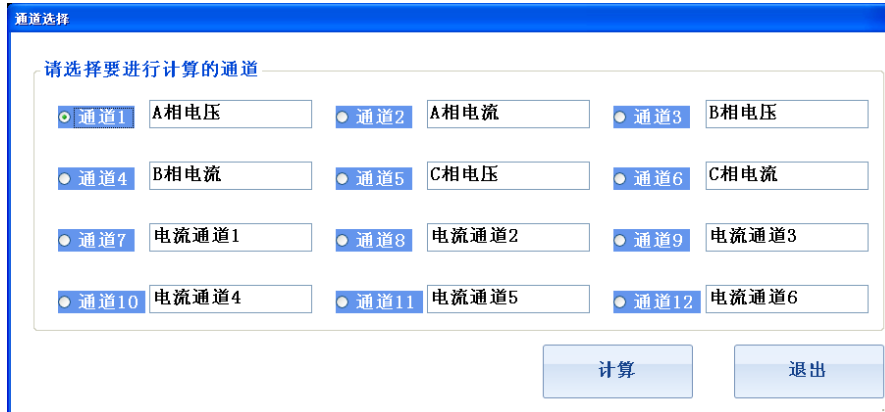 通道选择
请选择要进行计算的通道
通道1 A相电压 通道2 A相电流 通道3 B相电压
通道4 B相电流 通道5 C相电压 通道6 C相电流
通道7 电流通道1 通道8 电流通道2 通道9 电流通道3
通道10 电流通道4 通道11 电流通道5 通道12 电流通道6
计算 退出